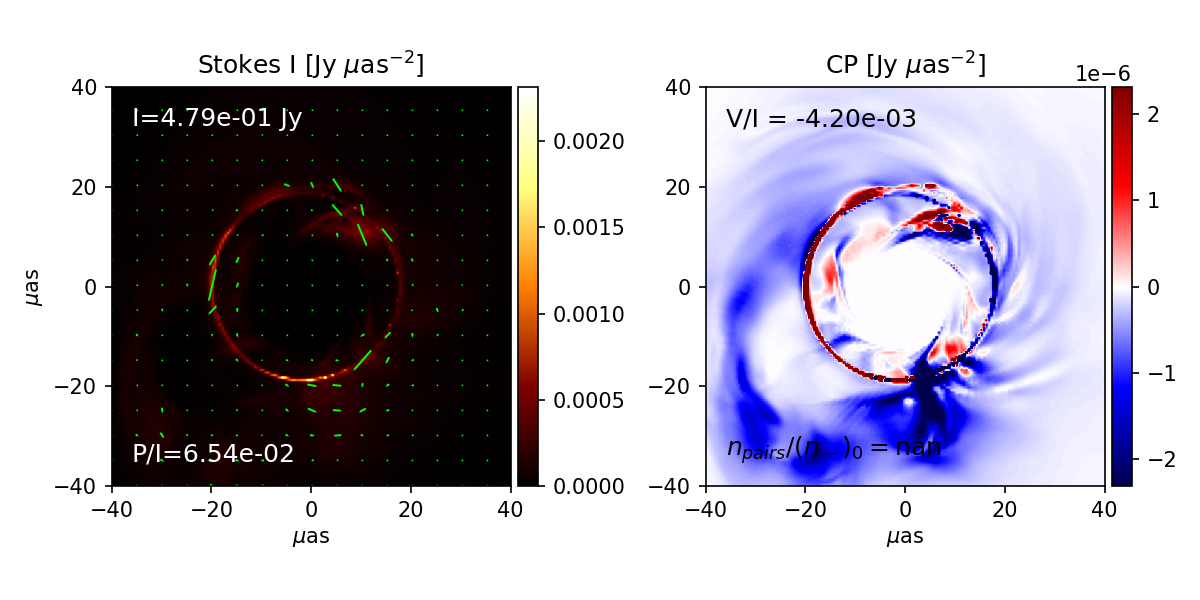 Stokes I [Jy μas⁻²]
I=4.79e-01 Jy
P/I=6.54e-02
40
20
0
−20
−40
μas
−40 −20 0 20 40
μas
0.0020
0.0015
0.0010
0.0005
0.0000
CP [Jy μas⁻²]
1e−6
V/I = -4.20e-03
n_pairs/(n_−)_0 = nan
40
20
0
−20
−40
−40 −20 0 20 40
μas
2
1
0
−1
−2